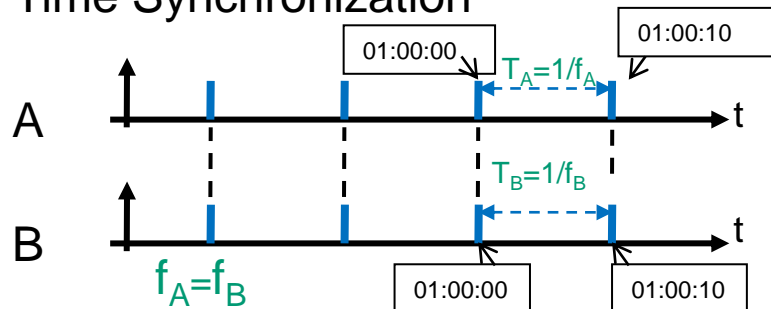 Time Synchronization
01:00:00
01:00:10
T_A=1/f_A
A
t
T_B=1/f_B
B
t
f_A=f_B
01:00:00
01:00:10